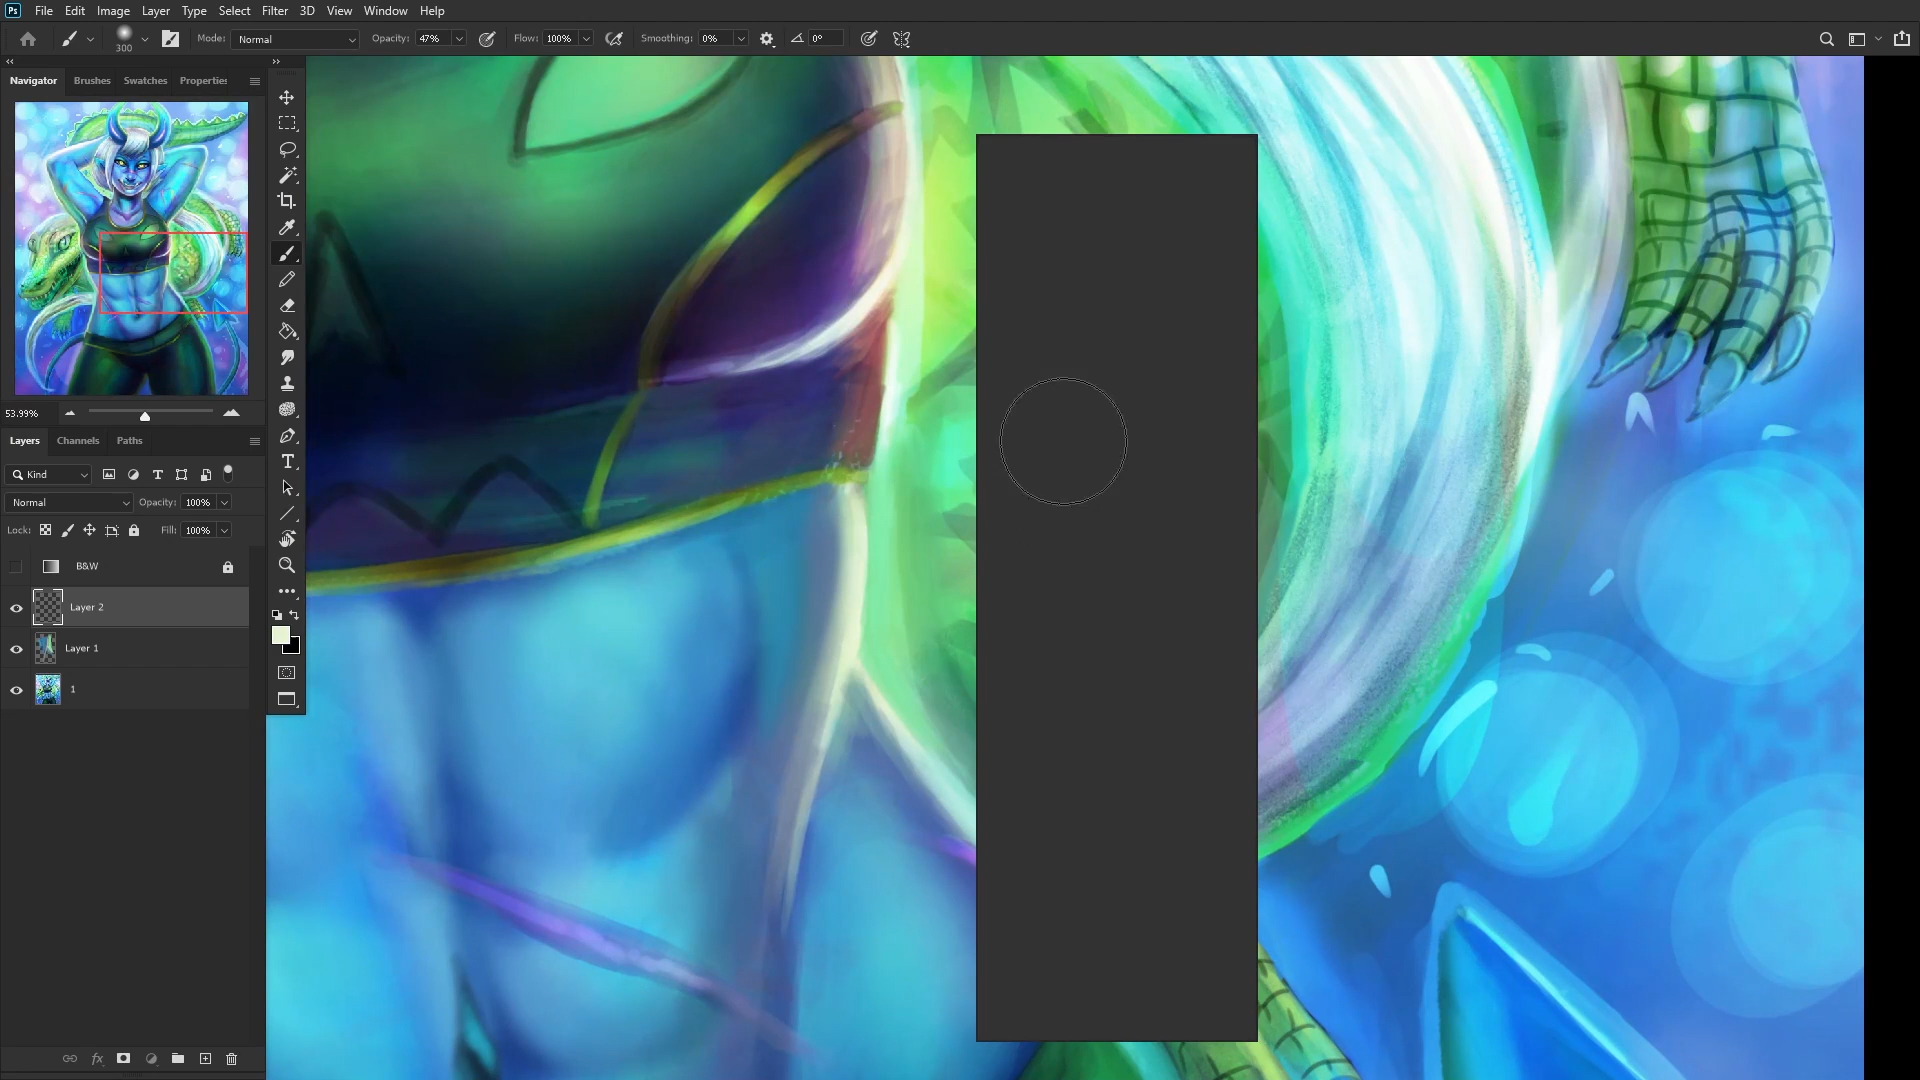 Ps File Edit Image Layer Type Select Filter 3D View Window Help
300 Mode: Normal Opacity: 47% Flow: 100% Smoothing: 0% 0°
Navigator Brushes Swatches Properties
53.99%
Layers Channels Paths
Kind
Normal Opacity: 100%
Lock: Fill: 100%
B&W
Layer 2
Layer 1
1
fx